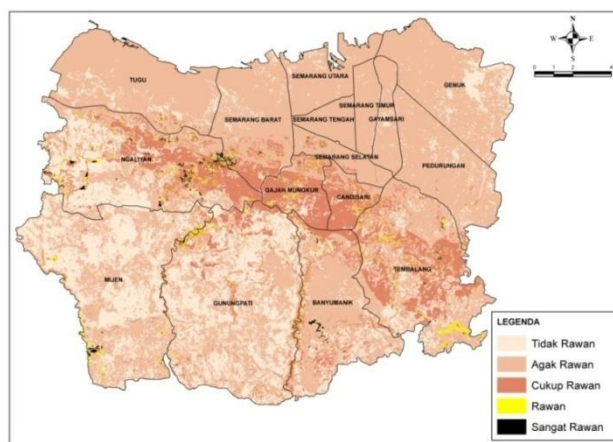 N
W E
S
0 1 2 4
TUGU
SEMARANG UTARA
GENUK
SEMARANG TIMUR
SEMARANG BARAT
SEMARANG TENGAH
GAYAMSARI
NGALIYAN
SEMARANG SELATAN
PEDURUNGAN
GAJAH MUNGKUR
CANDISARI
MIJEN
GUNUNGPATI
BANYUMANIK
TEMBALANG
LEGENDA
Tidak Rawan
Agak Rawan
Cukup Rawan
Rawan
Sangat Rawan